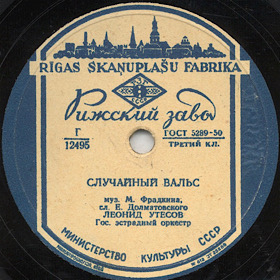 RĪGAS SKAŅUPLAŠU FABRIKA
Рижский завод
Г
12495
ГОСТ 5289-50
ТРЕТИЙ КЛ.
СЛУЧАЙНЫЙ ВАЛЬС
муз. М. Фрадкина,
сл. Е. Долматовского
ЛЕОНИД УТЕСОВ
Гос. эстрадный оркестр
МИНИСТЕРСТВО КУЛЬТУРЫ СССР